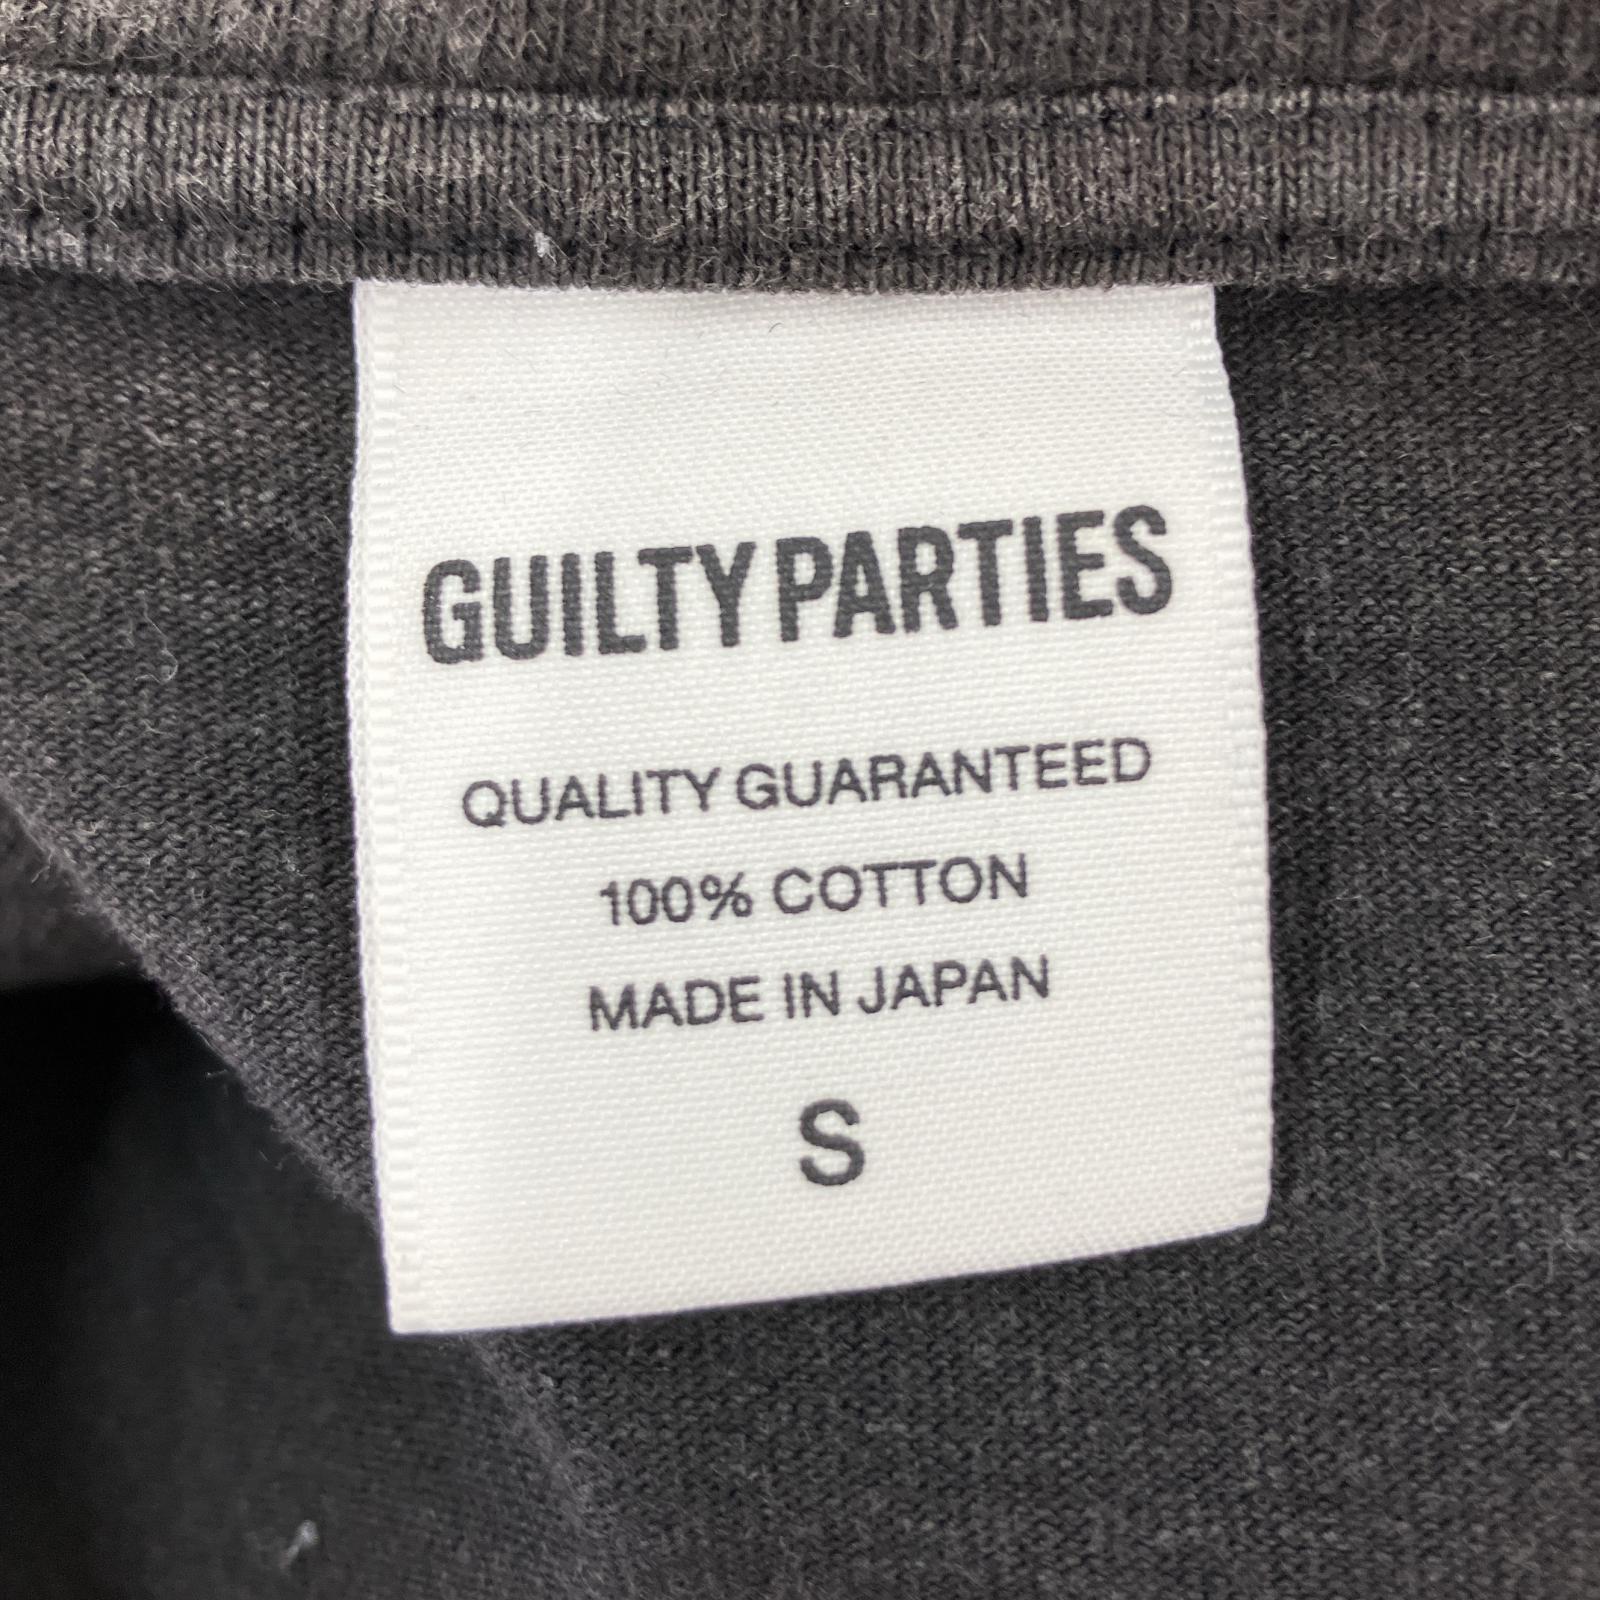 GUILTY PARTIES
QUALITY GUARANTEED
100% COTTON
MADE IN JAPAN
S